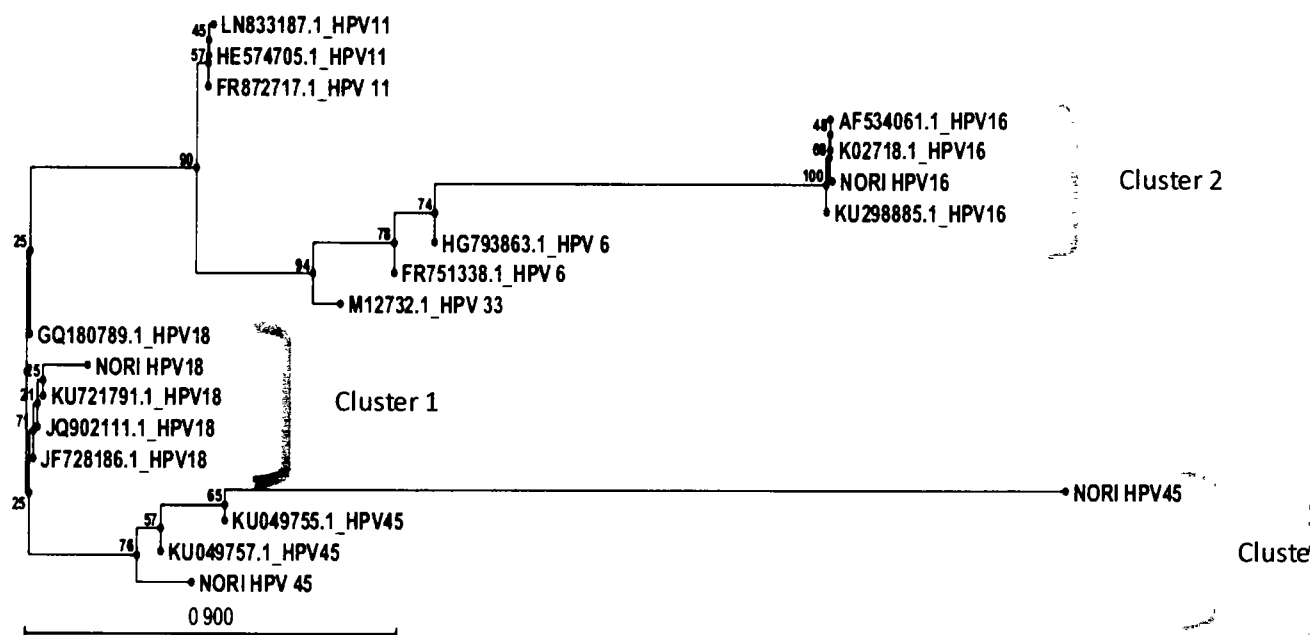 LN833187.1_HPV11
45
HE574705.1_HPV11
57
FR872717.1_HPV 11
AF534061.1_HPV16
48
K02718.1_HPV16
90
100
NORI HPV16
Cluster 2
KU298885.1_HPV16
74
78
HG793863.1_HPV 6
25
94
FR751338.1_HPV 6
M12732.1_HPV 33
GQ180789.1_HPV18
NORI HPV18
25
KU721791.1_HPV18
21
Cluster 1
71
JQ902111.1_HPV18
JF728186.1_HPV18
25
65
NORI HPV45
KU049755.1_HPV45
57
76
KU049757.1_HPV45
Cluster
NORI HPV 45
0 900